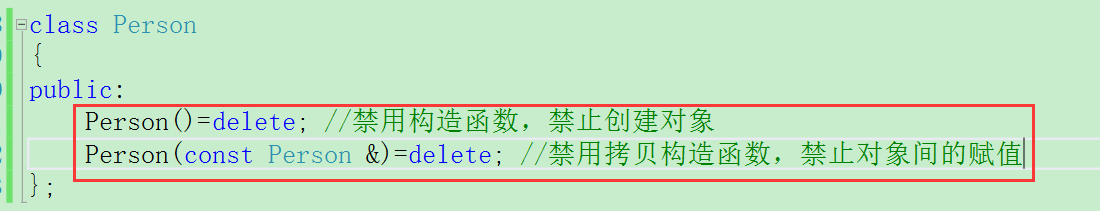 class Person
{
public:
Person()=delete; //禁用构造函数，禁止创建对象
Person(const Person &)=delete; //禁用拷贝构造函数，禁止对象间的赋值
};